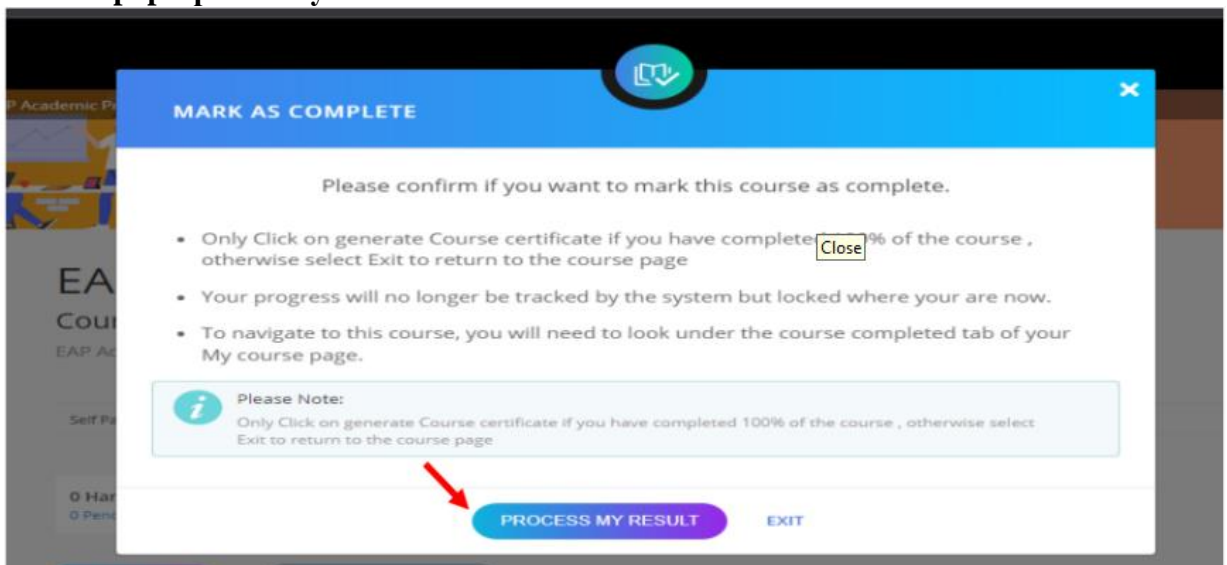 P Academic Pr
MARK AS COMPLETE
Please confirm if you want to mark this course as complete.
• Only Click on generate Course certificate if you have complete Close % of the course ,
otherwise select Exit to return to the course page
• Your progress will no longer be tracked by the system but locked where your are now.
• To navigate to this course, you will need to look under the course completed tab of your
My course page.
EA
Cour
EAP Ac
Self Pa
Please Note:
Only Click on generate Course certificate if you have completed 100% of the course , otherwise select
Exit to return to the course page
0 Har
0 Pend
PROCESS MY RESULT EXIT